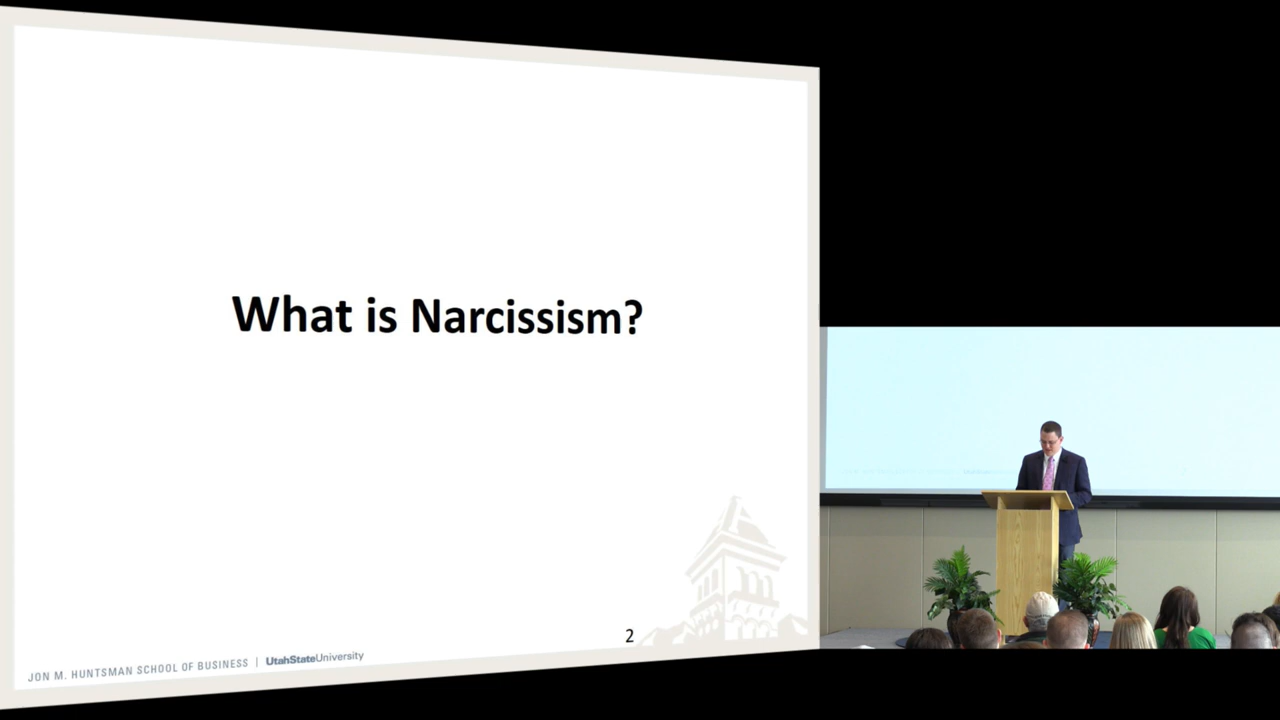 What is Narcissism?
2
JON M. HUNTSMAN SCHOOL OF BUSINESS | UtahStateUniversity